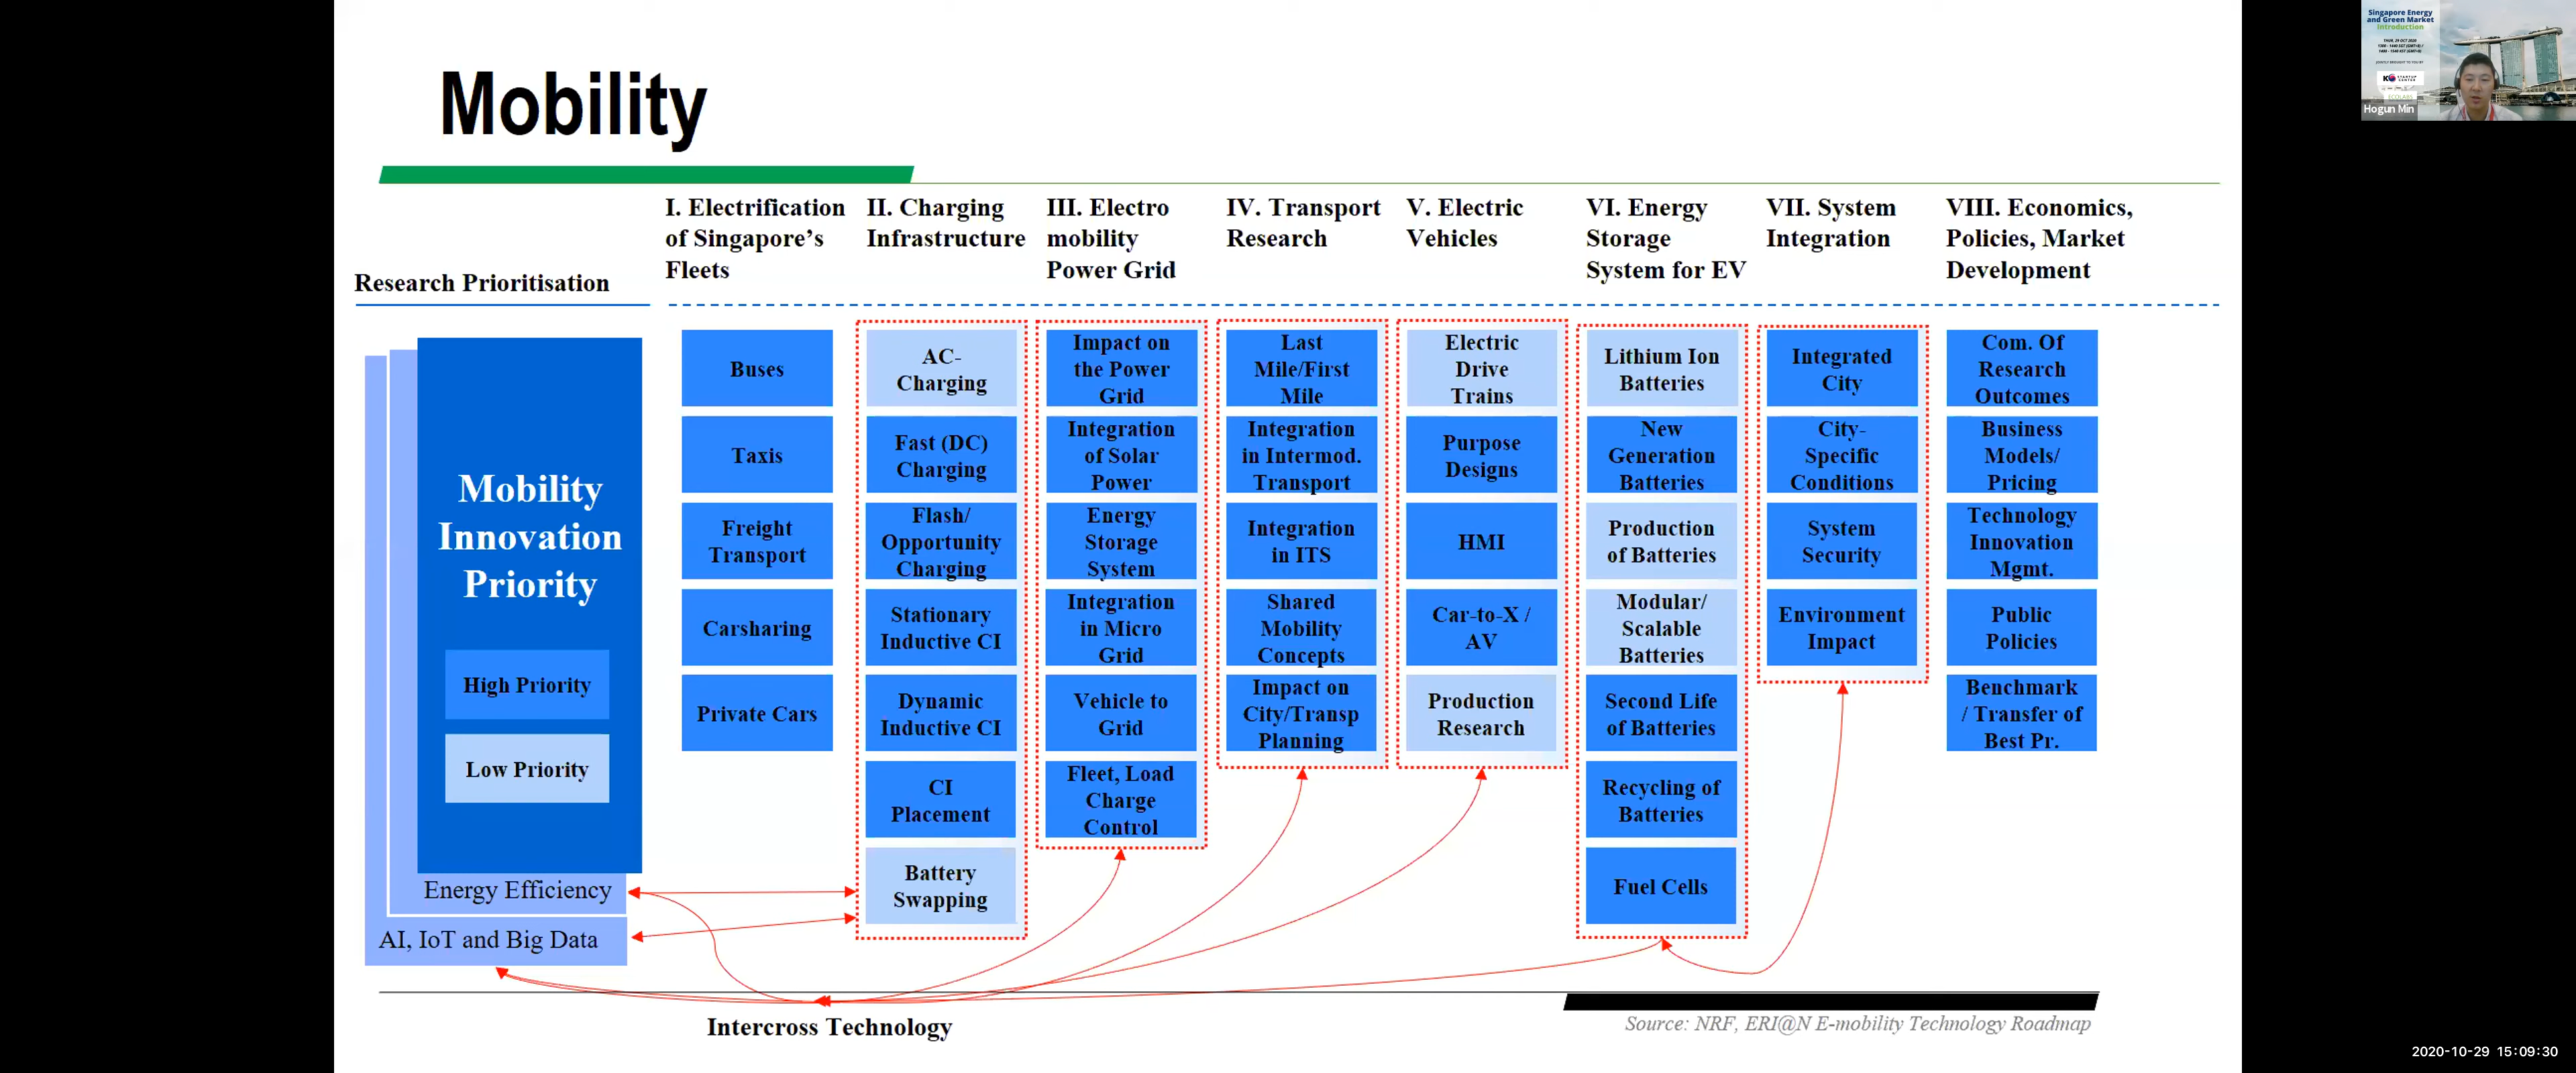 Mobility
Research Prioritisation
I. Electrification
of Singapore's
Fleets
II. Charging
Infrastructure
III. Electro
mobility
Power Grid
IV. Transport
Research
V. Electric
Vehicles
VI. Energy
Storage
System for EV
VII. System
Integration
VIII. Economics,
Policies, Market
Development
Mobility
Innovation
Priority
High Priority
Low Priority
Energy Efficiency
AI, IoT and Big Data
Buses
Taxis
Freight
Transport
Carsharing
Private Cars
AC-
Charging
Fast (DC)
Charging
Flash/
Opportunity
Charging
Stationary
Inductive CI
Dynamic
Inductive CI
CI
Placement
Battery
Swapping
Impact on
the Power
Grid
Integration
of Solar
Power
Energy
Storage
System
Integration
in Micro
Grid
Vehicle to
Grid
Fleet, Load
Charge
Control
Last
Mile/First
Mile
Integration
in Intermod.
Transport
Integration
in ITS
Shared
Mobility
Concepts
Impact on
City/Transp
Planning
Electric
Drive
Trains
Purpose
Designs
HMI
Car-to-X /
AV
Production
Research
Lithium Ion
Batteries
New
Generation
Batteries
Production
of Batteries
Modular/
Scalable
Batteries
Second Life
of Batteries
Recycling of
Batteries
Fuel Cells
Integrated
City
City-
Specific
Conditions
System
Security
Environment
Impact
Com. Of
Research
Outcomes
Business
Models/
Pricing
Technology
Innovation
Mgmt.
Public
Policies
Benchmark
/ Transfer of
Best Pr.
Intercross Technology
Source: NRF, ERI@N E-mobility Technology Roadmap
Singapore Energy
and Green Market
Introduction
Hogun Min
2020-10-29 15:09:30